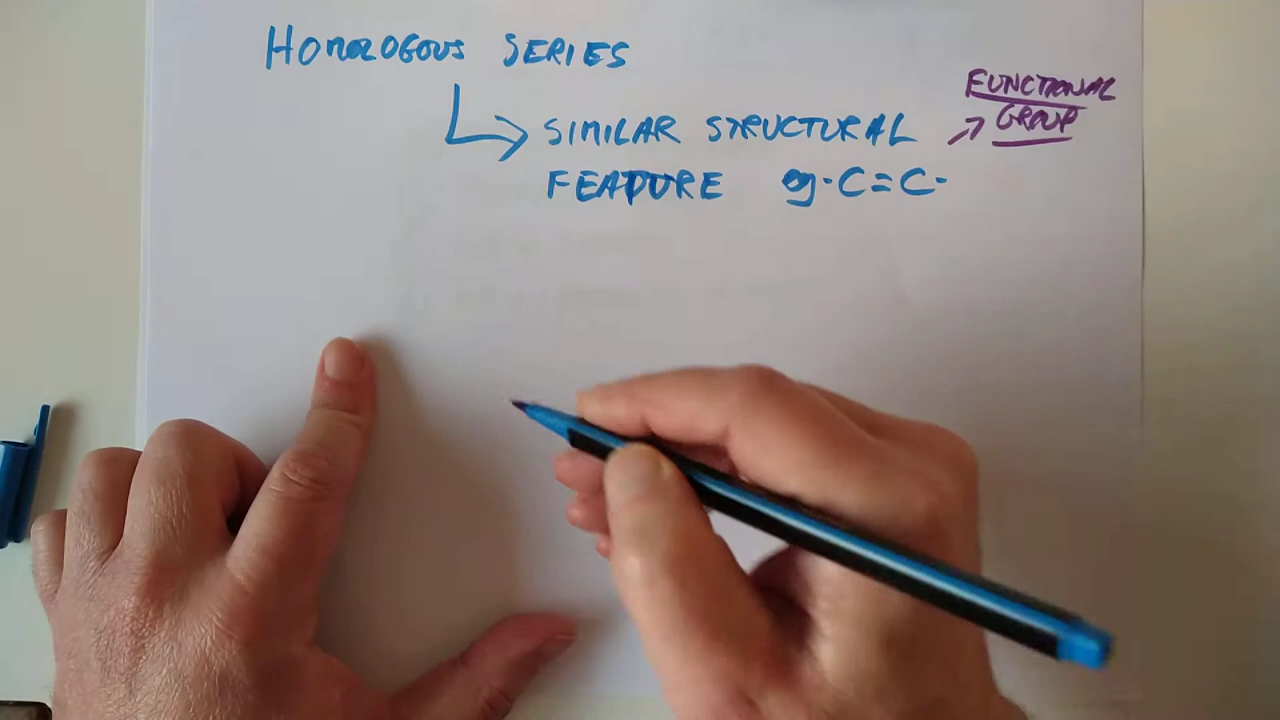 HOMOLOGOUS SERIES
FUNCTIONAL
GROUP
SIMILAR STRUCTURAL
FEATURE eg -C=C-